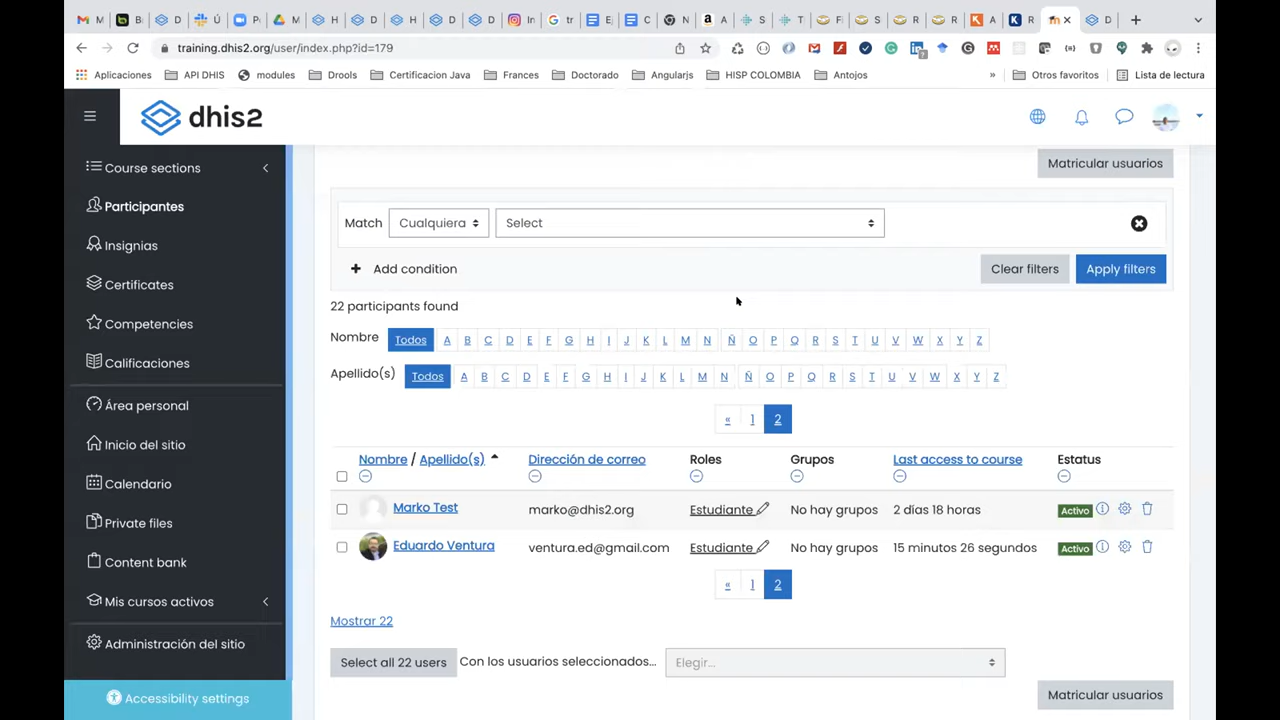 M
B
D
Ú
Po
M
H
D
H
D
D
In
tr
E
C
N
A
S
T
F
S
R
R
A
R
m
D
training.dhis2.org/user/index.php?id=179
Aplicaciones API DHIS modules Drools Certificacion Java Frances Doctorado Angularjs HISP COLOMBIA Antojos » Otros favoritos Lista de lectura
dhis2
Course sections
Participantes
Insignias
Certificates
Competencies
Calificaciones
Área personal
Inicio del sitio
Calendario
Private files
Content bank
Mis cursos activos
Administración del sitio
Accessibility settings
Matricular usuarios
Match Cualquiera Select
Add condition Clear filters Apply filters
22 participants found
Nombre Todos A B C D E F G H I J K L M N Ñ O P Q R S T U V W X Y Z
Apellido(s) Todos A B C D E F G H I J K L M N Ñ O P Q R S T U V W X Y Z
« 1 2
Nombre / Apellido(s) Dirección de correo Roles Grupos Last access to course Estatus
Marko Test marko@dhis2.org Estudiante No hay grupos 2 días 18 horas Activo
Eduardo Ventura ventura.ed@gmail.com Estudiante No hay grupos 15 minutos 26 segundos Activo
« 1 2
Mostrar 22
Select all 22 users Con los usuarios seleccionados... Elegir...
Matricular usuarios